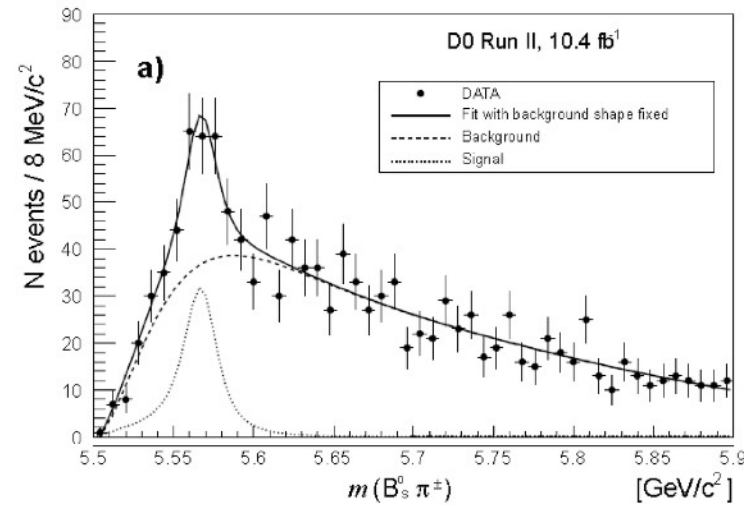 D0 Run II, 10.4 fb⁻¹
a)
DATA
Fit with background shape fixed
Background
Signal
N events / 8 MeV/c²
90
80
70
60
50
40
30
20
10
0
5.5 5.55 5.6 5.65 5.7 5.75 5.8 5.85 5.9
m (B⁰ₛ π±) [GeV/c²]